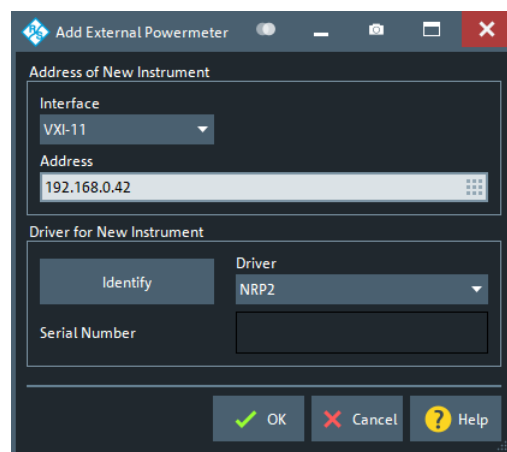 Add External Powermeter
Address of New Instrument
Interface
VXI-11
Address
192.168.0.42
Driver for New Instrument
Identify
Driver
NRP2
Serial Number
OK
Cancel
? Help